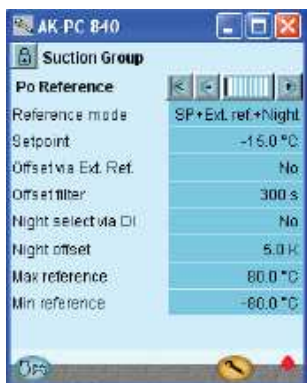 AK-PC 840
Suction Group
Po Reference
Reference mode SP+Ext. ref.+Night
Setpoint -15.0 °C
Offset via Ext. Ref. No
Offset filter 300 s
Night select via DI No
Night offset 5.0 K
Max reference 80.0 °C
Min reference -80.0 °C